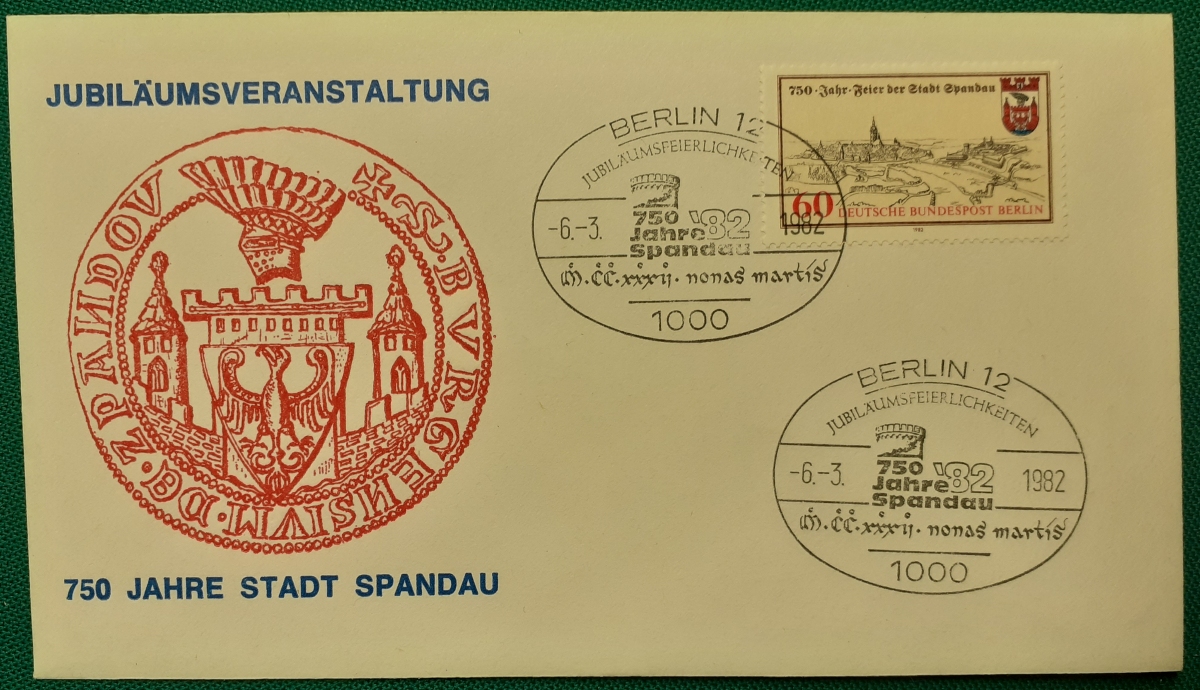 JUBILÄUMSVERANSTALTUNG
✠ S. BVRGENSIVM. DE. ZPANDOV
750 JAHRE STADT SPANDAU
750-Jahr-Feier der Stadt Spandau
60 DEUTSCHE BUNDESPOST BERLIN
1982
BERLIN 12
JUBILÄUMSFEIERLICHKEITEN
-6.-3.
750
Jahre '82
Spandau
1982
M.CC.xxxij. nonas martis
1000
BERLIN 12
JUBILÄUMSFEIERLICHKEITEN
-6.-3.
750
Jahre '82
Spandau
1982
M.CC.xxxij. nonas martis
1000